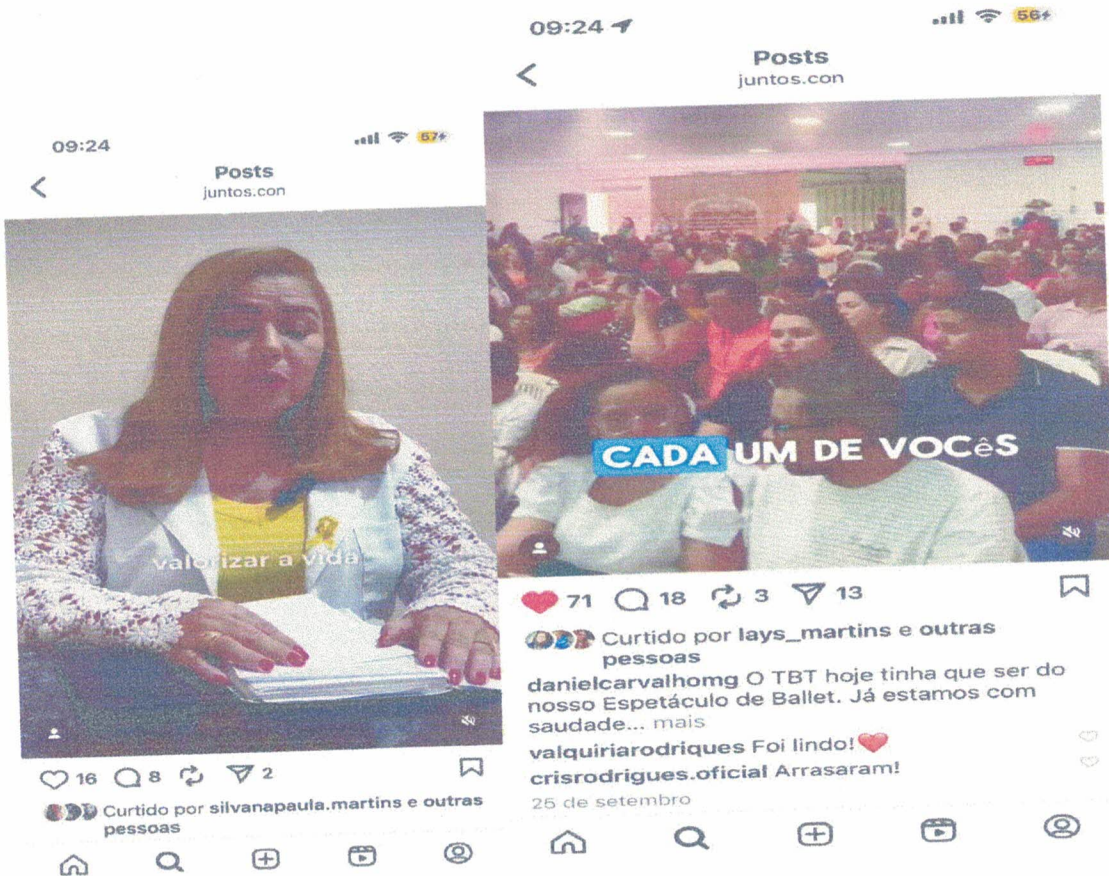 09:24
57
Posts
juntos.con
valorizar a vida
16 8 2
Curtido por silvanapaula.martins e outras
pessoas
09:24
56
Posts
juntos.con
CADA UM DE VOCêS
71 18 3 13
Curtido por lays_martins e outras
pessoas
danielcarvalhomg O TBT hoje tinha que ser do
nosso Espetáculo de Ballet. Já estamos com
saudade... mais
valquiriarodriques Foi lindo!❤️
crisrodrigues.oficial Arrasaram!
25 de setembro